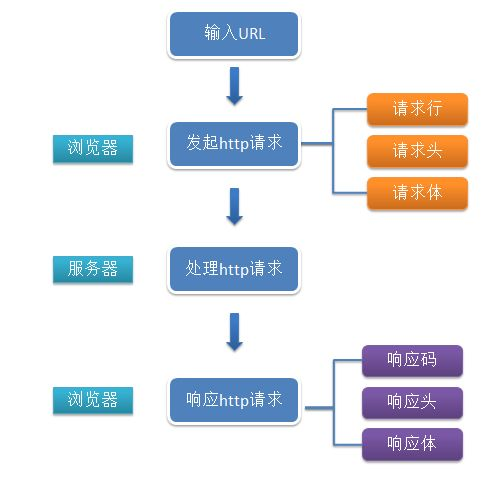 输入URL
请求行
浏览器
发起http请求
请求头
请求体
服务器
处理http请求
响应码
浏览器
响应http请求
响应头
响应体